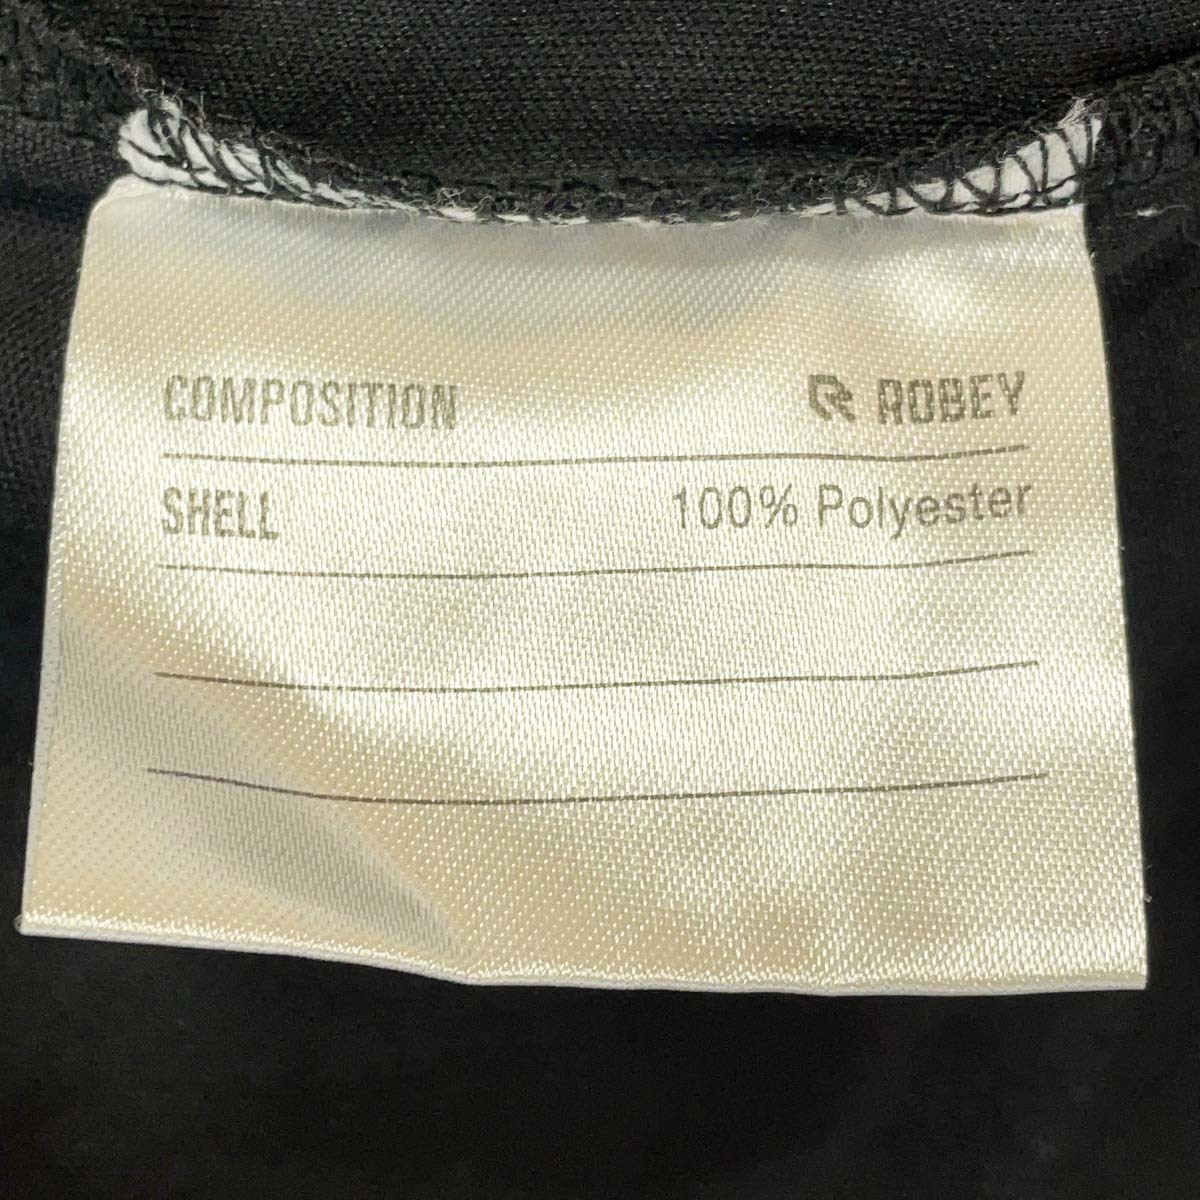 COMPOSITION ROBEY
SHELL 100% Polyester